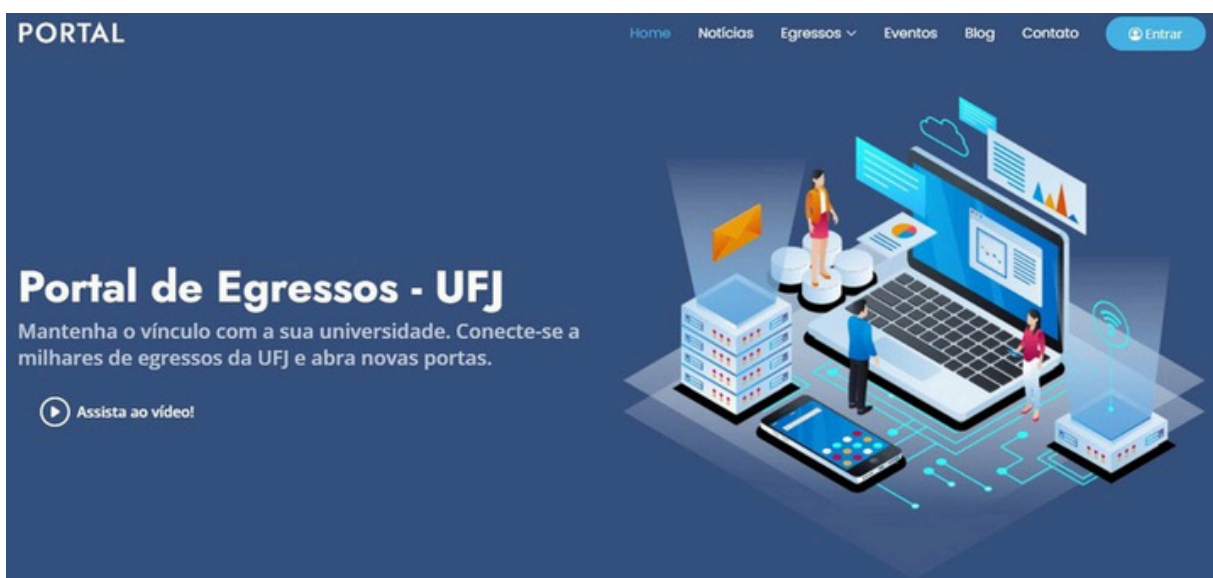 PORTAL
Home Notícias Egressos Eventos Blog Contato Entrar
Portal de Egressos - UFJ
Mantenha o vínculo com a sua universidade. Conecte-se a
milhares de egressos da UFJ e abra novas portas.
Assista ao vídeo!